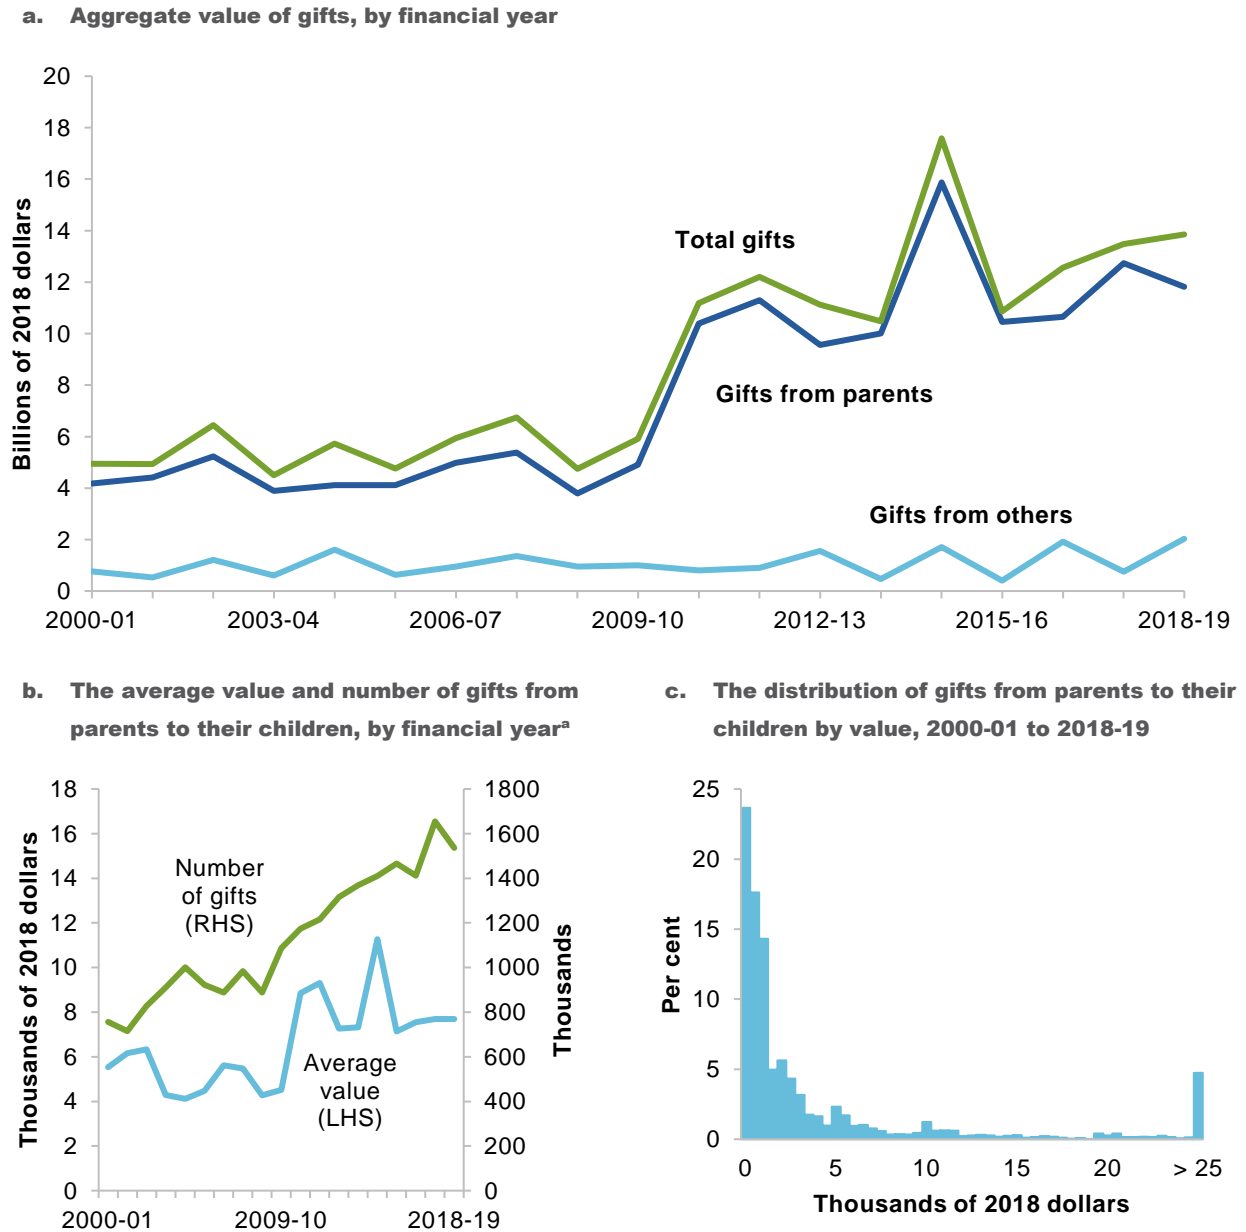 a. Aggregate value of gifts, by financial year
20
18
16
14
12
10
8
6
4
2
0
Billions of 2018 dollars
Total gifts
Gifts from parents
Gifts from others
2000-01 2003-04 2006-07 2009-10 2012-13 2015-16 2018-19
b. The average value and number of gifts from
parents to their children, by financial yearᵃ
18
16
14
12
10
8
6
4
2
0
Thousands of 2018 dollars
Number
of gifts
(RHS)
Average
value
(LHS)
1800
1600
1400
1200
1000
800
600
400
200
0
Thousands
2000-01 2009-10 2018-19
c. The distribution of gifts from parents to their
children by value, 2000-01 to 2018-19
25
20
15
10
5
0
Per cent
0 5 10 15 20 > 25
Thousands of 2018 dollars